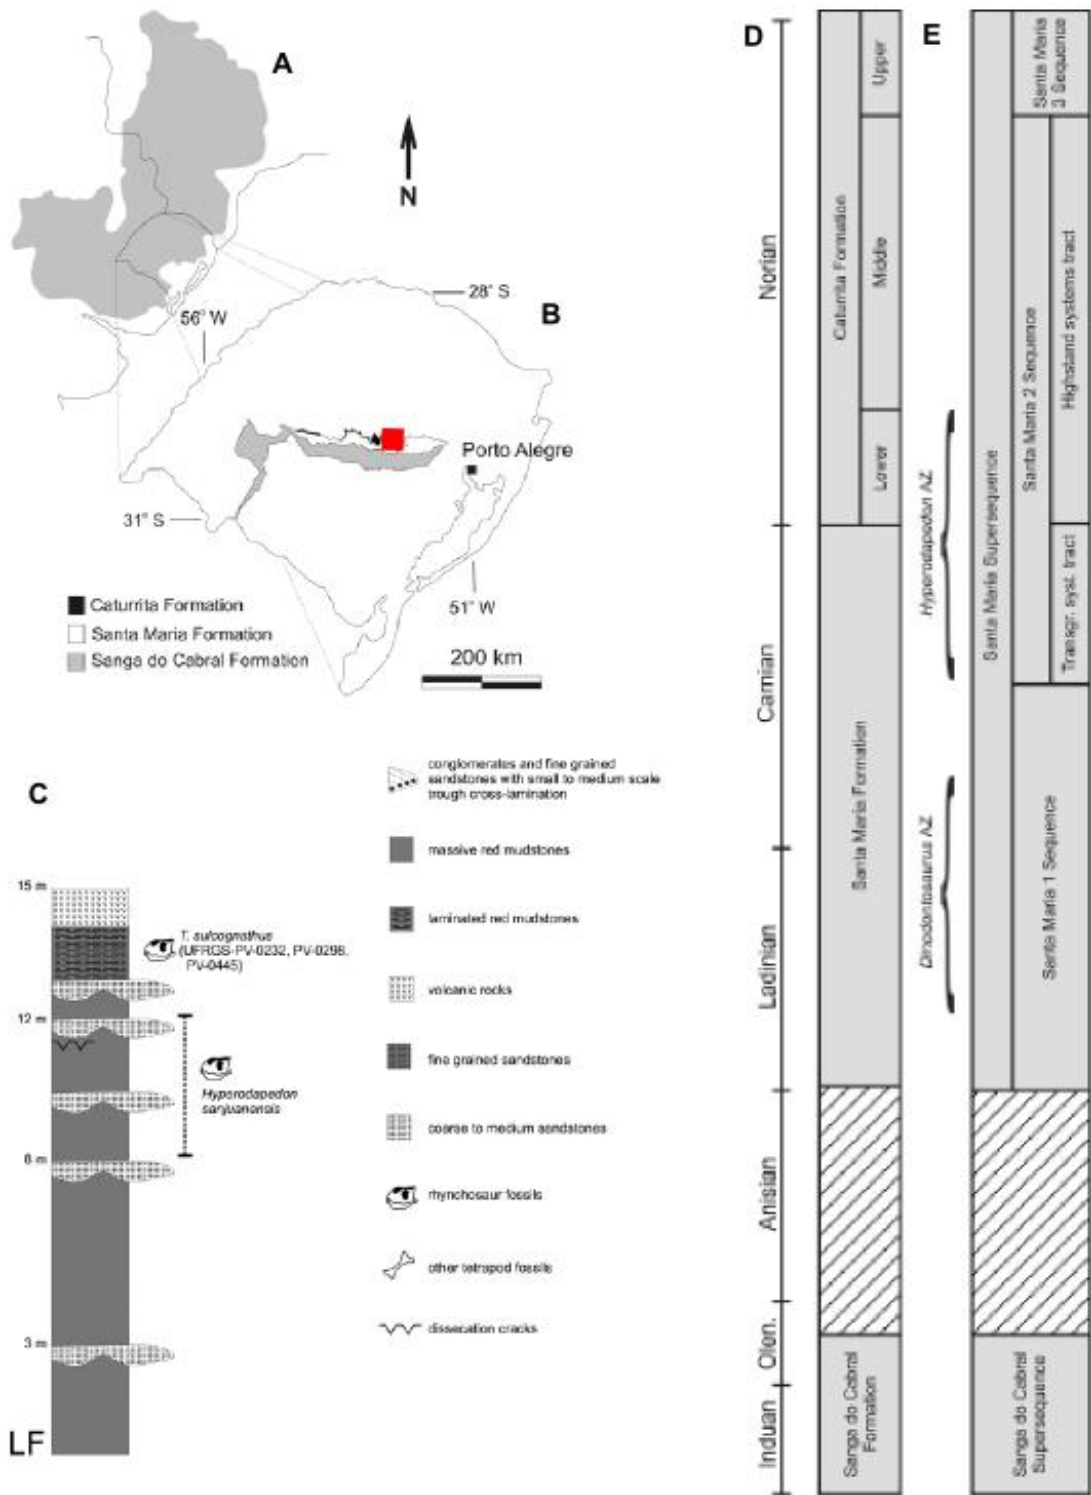 A
N
28° S
56° W
B
Porto Alegre
31° S
51° W
Caturrita Formation
Santa Maria Formation
Sanga do Cabral Formation
200 km
C
15 m
T. sulcognathus
(UFRGS-PV-0232, PV-0298,
PV-0445)
12 m
Hyperodapedon
sanjuanensis
8 m
3 m
LF
conglomerates and fine grained
sandstones with small to medium scale
trough cross-lamination
massive red mudstones
laminated red mudstones
volcanic rocks
fine grained sandstones
coarse to medium sandstones
rhynchosaur fossils
other tetrapod fossils
dissecation cracks
D
Norian
Carnian
Ladinian
Anisian
Olen.
Induan
Caturrita Formation
Upper
Middle
Lower
Santa Maria Formation
Sanga do Cabral
Formation
Hyperodapedon AZ
Dinodontosaurus AZ
E
Santa Maria Supersequence
Santa Maria
3 Sequence
Santa Maria 2 Sequence
Highstand systems tract
Transgr. syst. tract
Santa Maria 1 Sequence
Sanga do Cabral
Supersequence